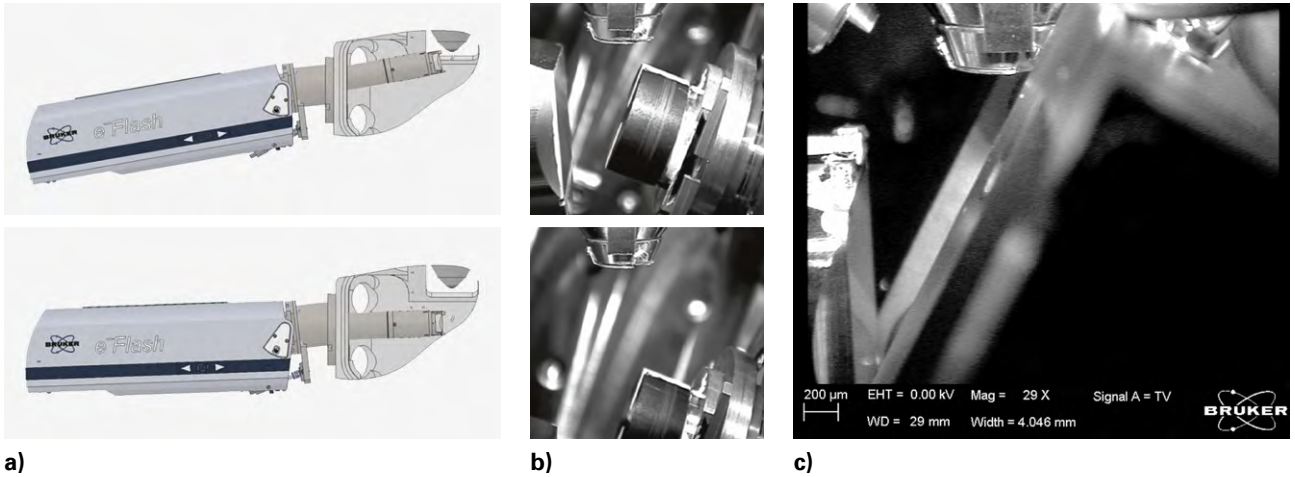 BRUKER
e⁻Flash
BRUKER
e⁻Flash
200 µm EHT = 0.00 kV Mag = 29 X Signal A = TV
WD = 29 mm Width = 4.046 mm
BRUKER
a) b) c)